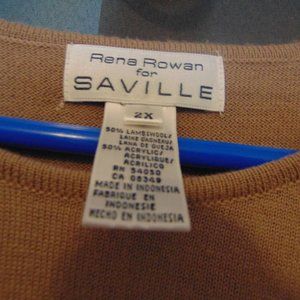 Rena Rowan
for
SAVILLE
2X
50% LAMBSWOOL/
LAINE D'AGNEAU/
LANA DE OVEJA
50% ACRYLIC/
ACRYLIQUE/
ACRILICO
RN 54050
CA 08349
MADE IN INDONESIA
FABRIQUE EN
INDONESIE
HECHO EN INDONESIA